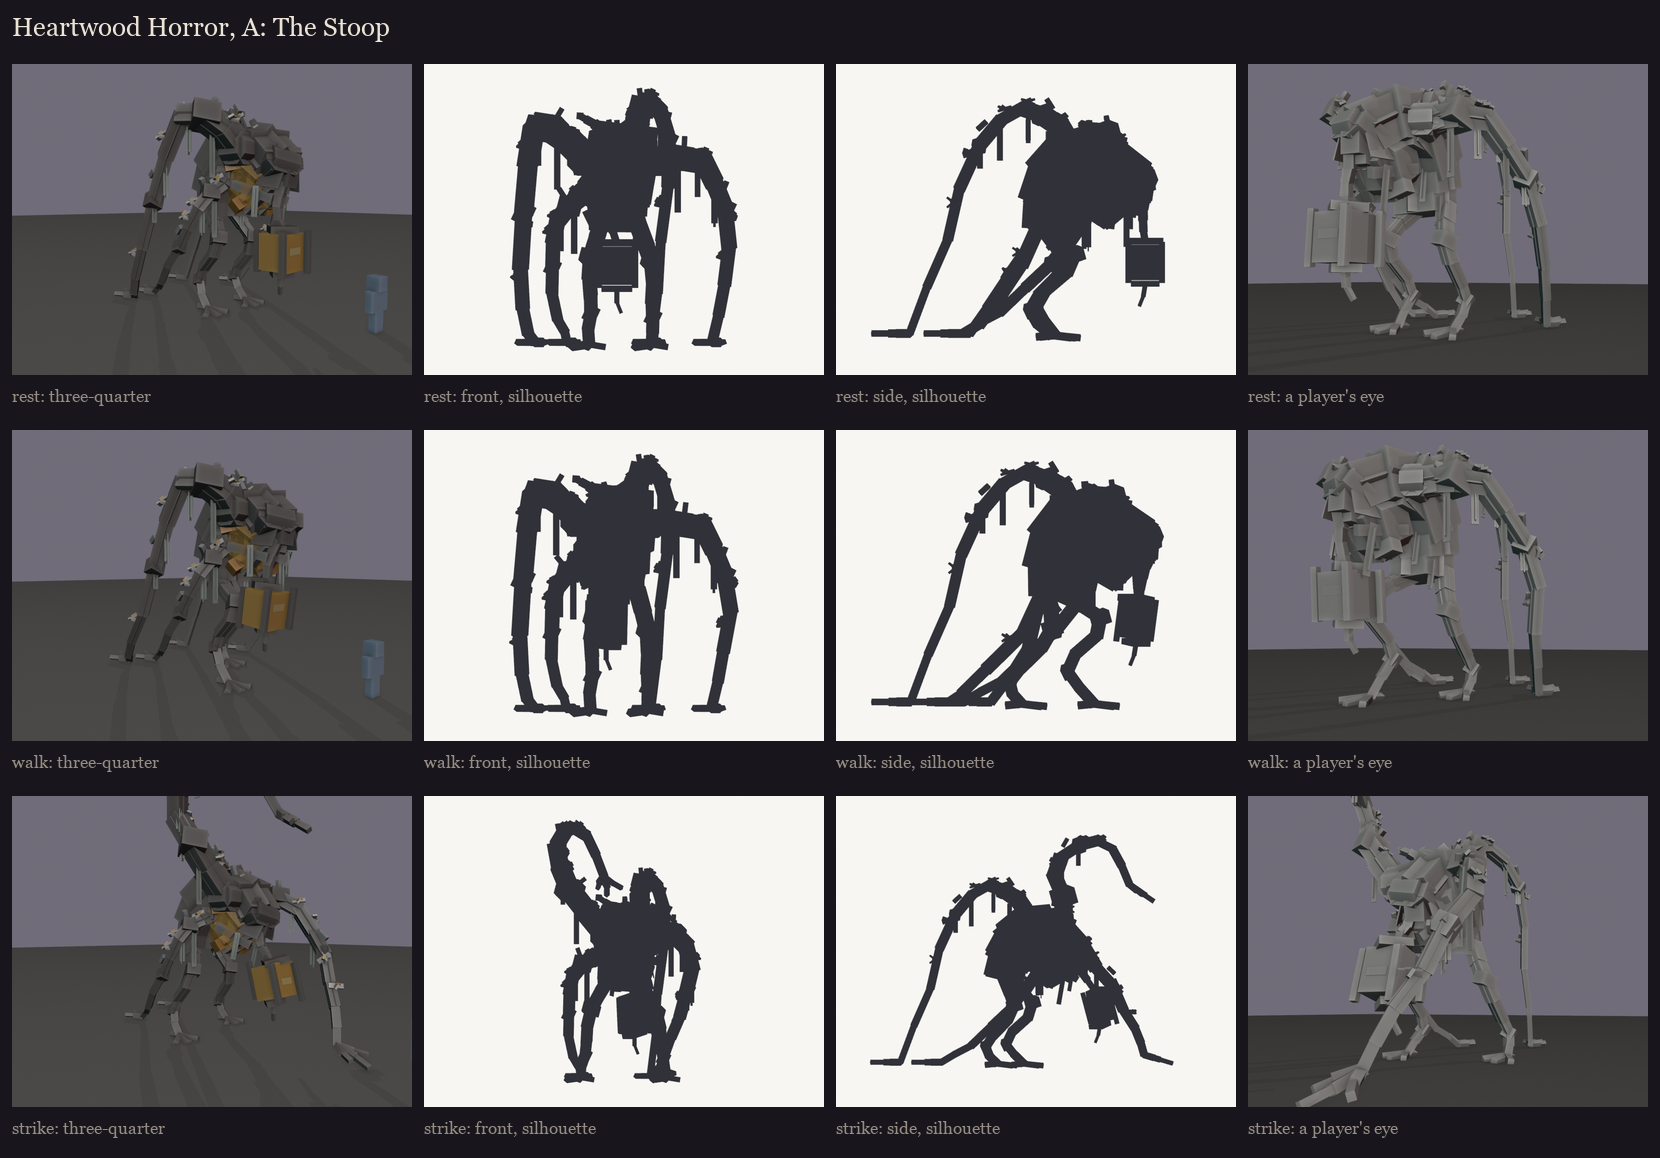 Heartwood Horror, A: The Stoop
rest: three-quarter
rest: front, silhouette
rest: side, silhouette
rest: a player's eye
walk: three-quarter
walk: front, silhouette
walk: side, silhouette
walk: a player's eye
strike: three-quarter
strike: front, silhouette
strike: side, silhouette
strike: a player's eye